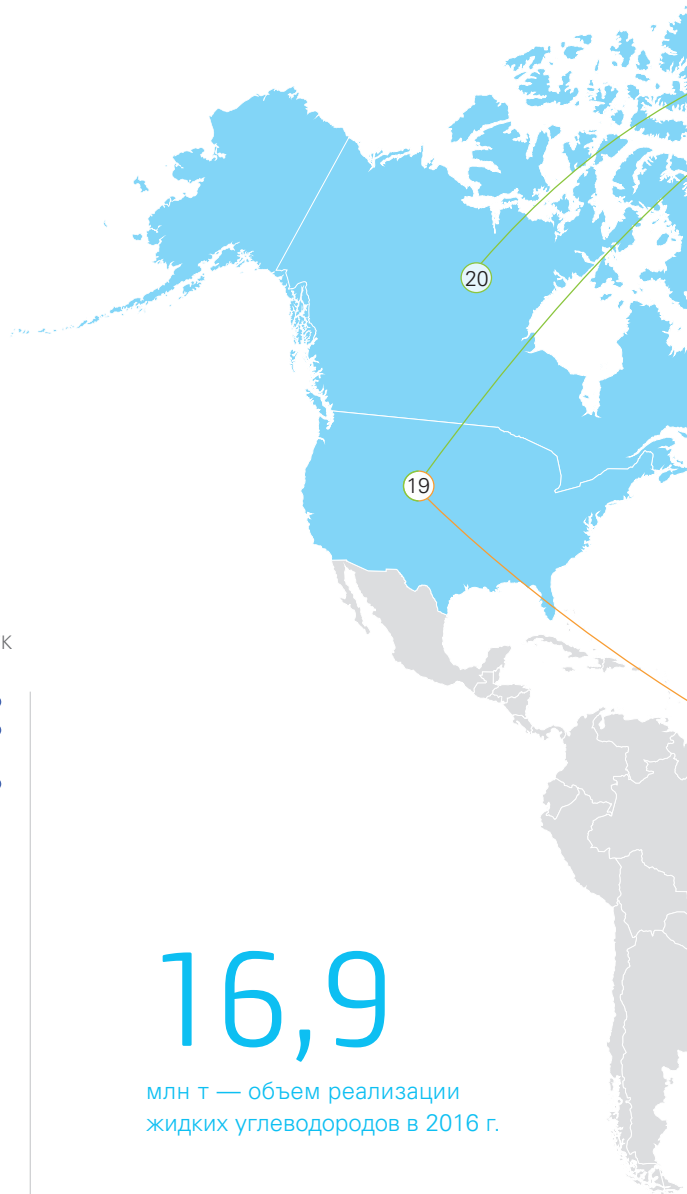 20
19
К
16,9
млн т — объем реализации
жидких углеводородов в 2016 г.